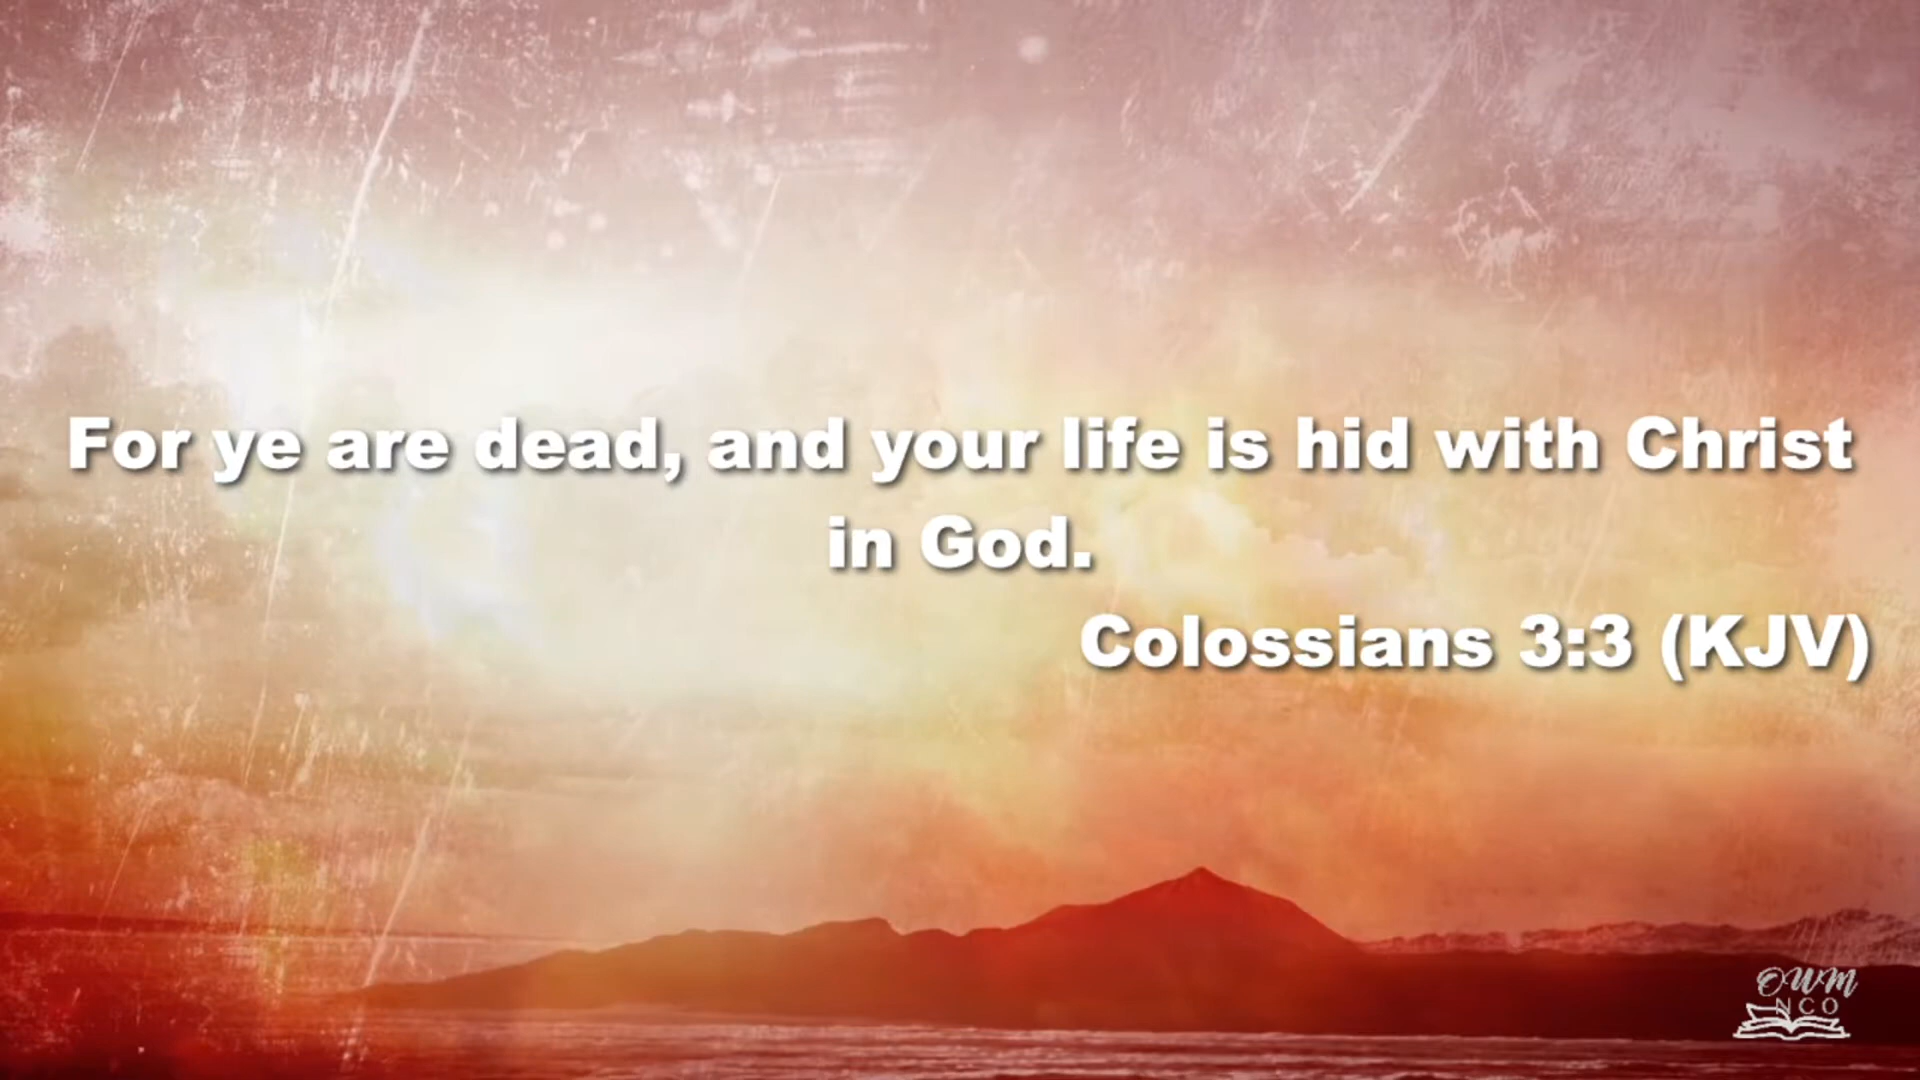 For ye are dead, and your life is hid with Christ
in God.
Colossians 3:3 (KJV)
OWM
NCO